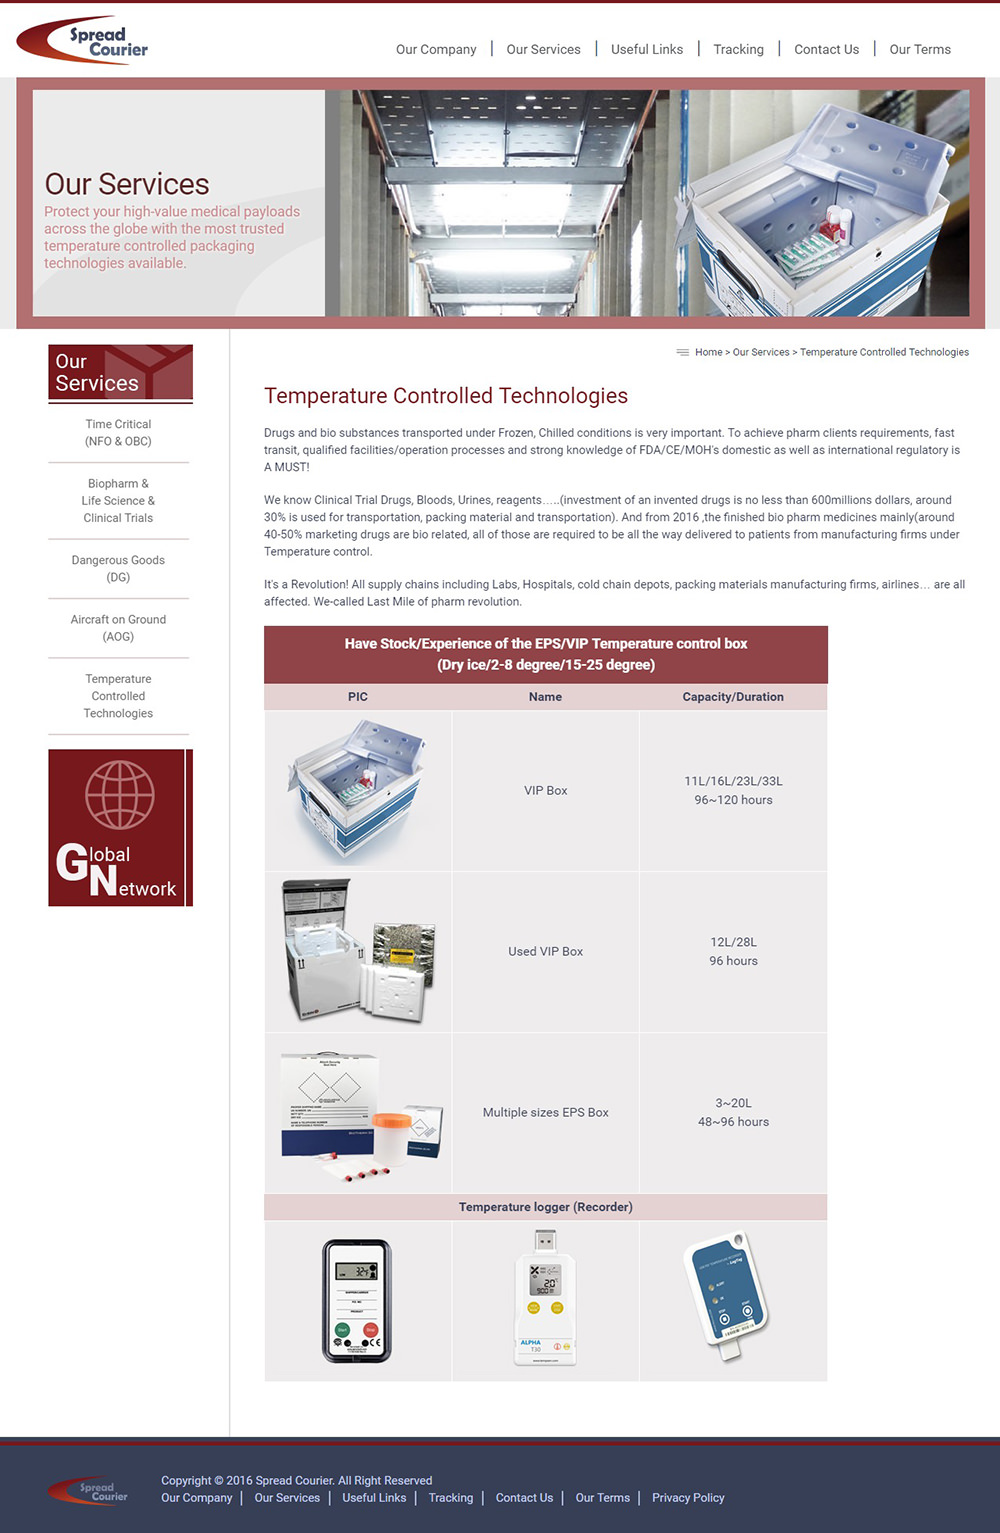 Spread
Courier
Our Company
Our Services
Useful Links
Tracking
Contact Us
Our Terms
Our Services
Protect your high-value medical payloads
across the globe with the most trusted
temperature controlled packaging
technologies available.
Our
Services
Time Critical
(NFO & OBC)
Biopharm &
Life Science &
Clinical Trials
Dangerous Goods
(DG)
Aircraft on Ground
(AOG)
Temperature
Controlled
Technologies
Global
Network
Home > Our Services > Temperature Controlled Technologies
Temperature Controlled Technologies
Drugs and bio substances transported under Frozen, Chilled conditions is very important. To achieve pharm clients requirements, fast
transit, qualified facilities/operation processes and strong knowledge of FDA/CE/MOH's domestic as well as international regulatory is
A MUST!
We know Clinical Trial Drugs, Bloods, Urines, reagents…..(investment of an invented drugs is no less than 600millions dollars, around
30% is used for transportation, packing material and transportation). And from 2016 ,the finished bio pharm medicines mainly(around
40-50% marketing drugs are bio related, all of those are required to be all the way delivered to patients from manufacturing firms under
Temperature control.
It's a Revolution! All supply chains including Labs, Hospitals, cold chain depots, packing materials manufacturing firms, airlines… are all
affected. We-called Last Mile of pharm revolution.
Have Stock/Experience of the EPS/VIP Temperature control box
(Dry ice/2-8 degree/15-25 degree)
PIC
Name
Capacity/Duration
VIP Box
11L/16L/23L/33L
96~120 hours
Used VIP Box
12L/28L
96 hours
Multiple sizes EPS Box
3~20L
48~96 hours
Temperature logger (Recorder)
32°F
Start
Stop
CE
2.0°C
ALPHA
T30
LogTag
Spread
Courier
Copyright © 2016 Spread Courier. All Right Reserved
Our Company
Our Services
Useful Links
Tracking
Contact Us
Our Terms
Privacy Policy